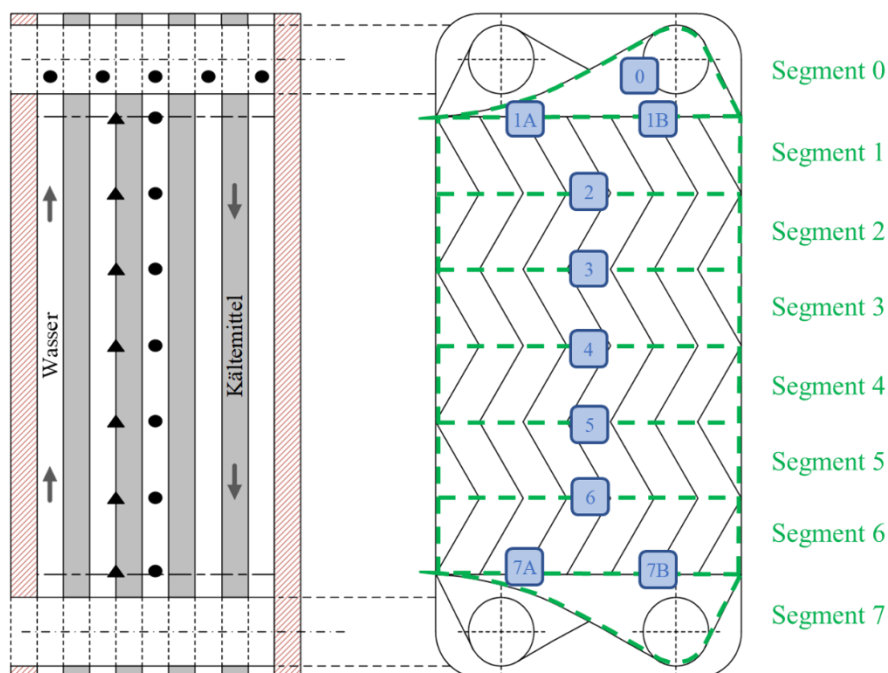 Wasser
Kältemittel
0
1A
1B
2
3
4
5
6
7A
7B
Segment 0
Segment 1
Segment 2
Segment 3
Segment 4
Segment 5
Segment 6
Segment 7